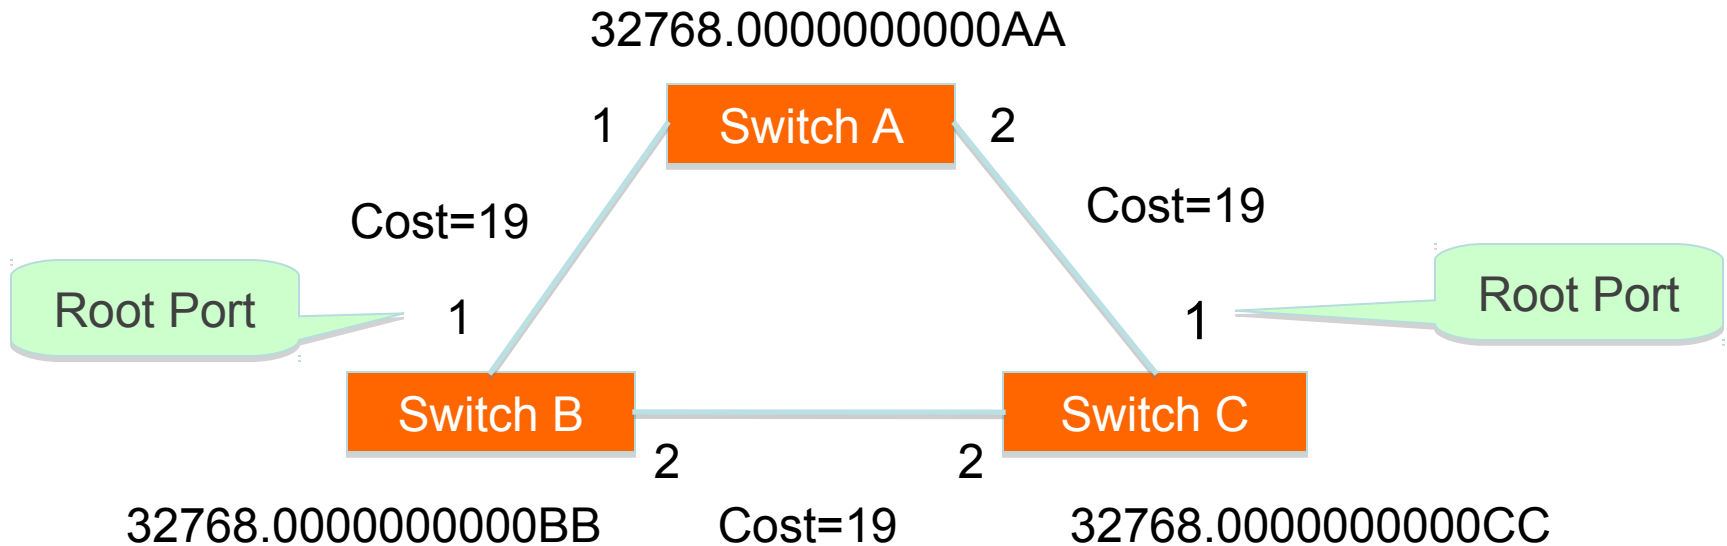 32768.0000000000AA
1
Switch A
2
Cost=19
Cost=19
Root Port
1
1
Root Port
Switch B
Switch C
2
2
32768.0000000000BB
Cost=19
32768.0000000000CC